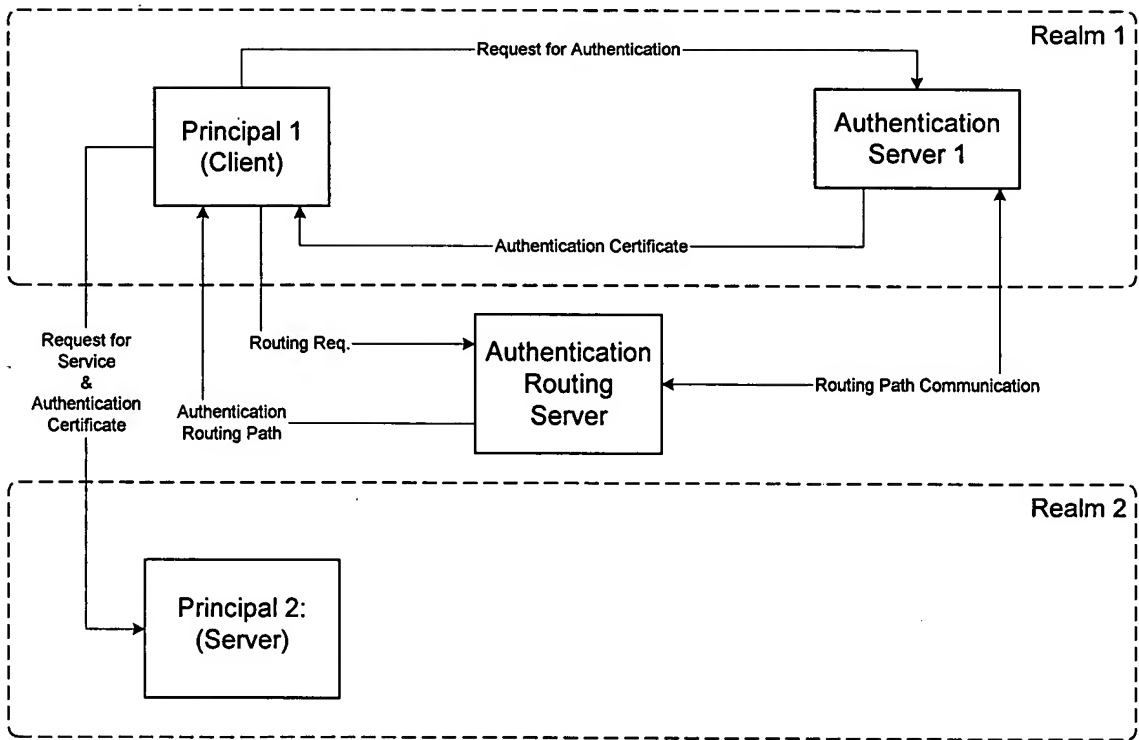 Realm 1
Request for Authentication
Principal 1
(Client)
Authentication
Server 1
Authentication Certificate
Request for
Service
&
Authentication
Certificate
Routing Req.
Authentication
Routing
Server
Routing Path Communication
Authentication
Routing Path
Realm 2
Principal 2:
(Server)